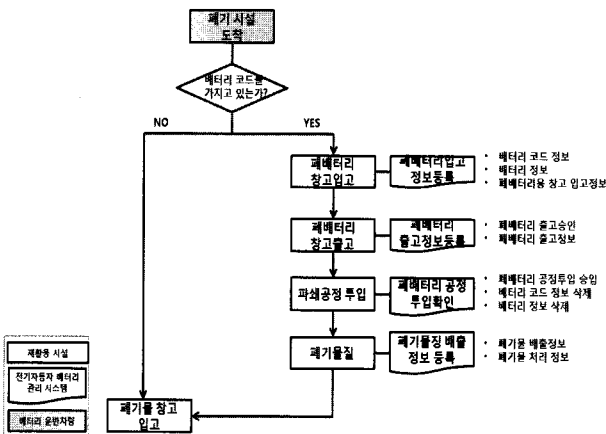 폐기 시설
도착
배터리 코드를
가지고 있는가?
NO
YES
폐배터리
창고입고
폐배터리입고
정보등록
· 배터리 코드 정보
· 배터리 정보
· 폐배터리용 창고 입고정보
폐배터리
창고출고
폐배터리
출고정보등록
· 폐배터리 출고승인
· 폐배터리 출고정보
파쇄공정 투입
폐배터리 공정
투입확인
· 폐배터리 공정투입 승입
· 배터리 코드 정보 삭제
· 배터리 정보 삭제
폐기물질
폐기물징 배출
정보 등록
· 폐기물 배출정보
· 폐기물 처리 정보
재활용 시설
전기자동차 배터리
관리 시스템
배터리 운반차량
폐기물 창고
입고